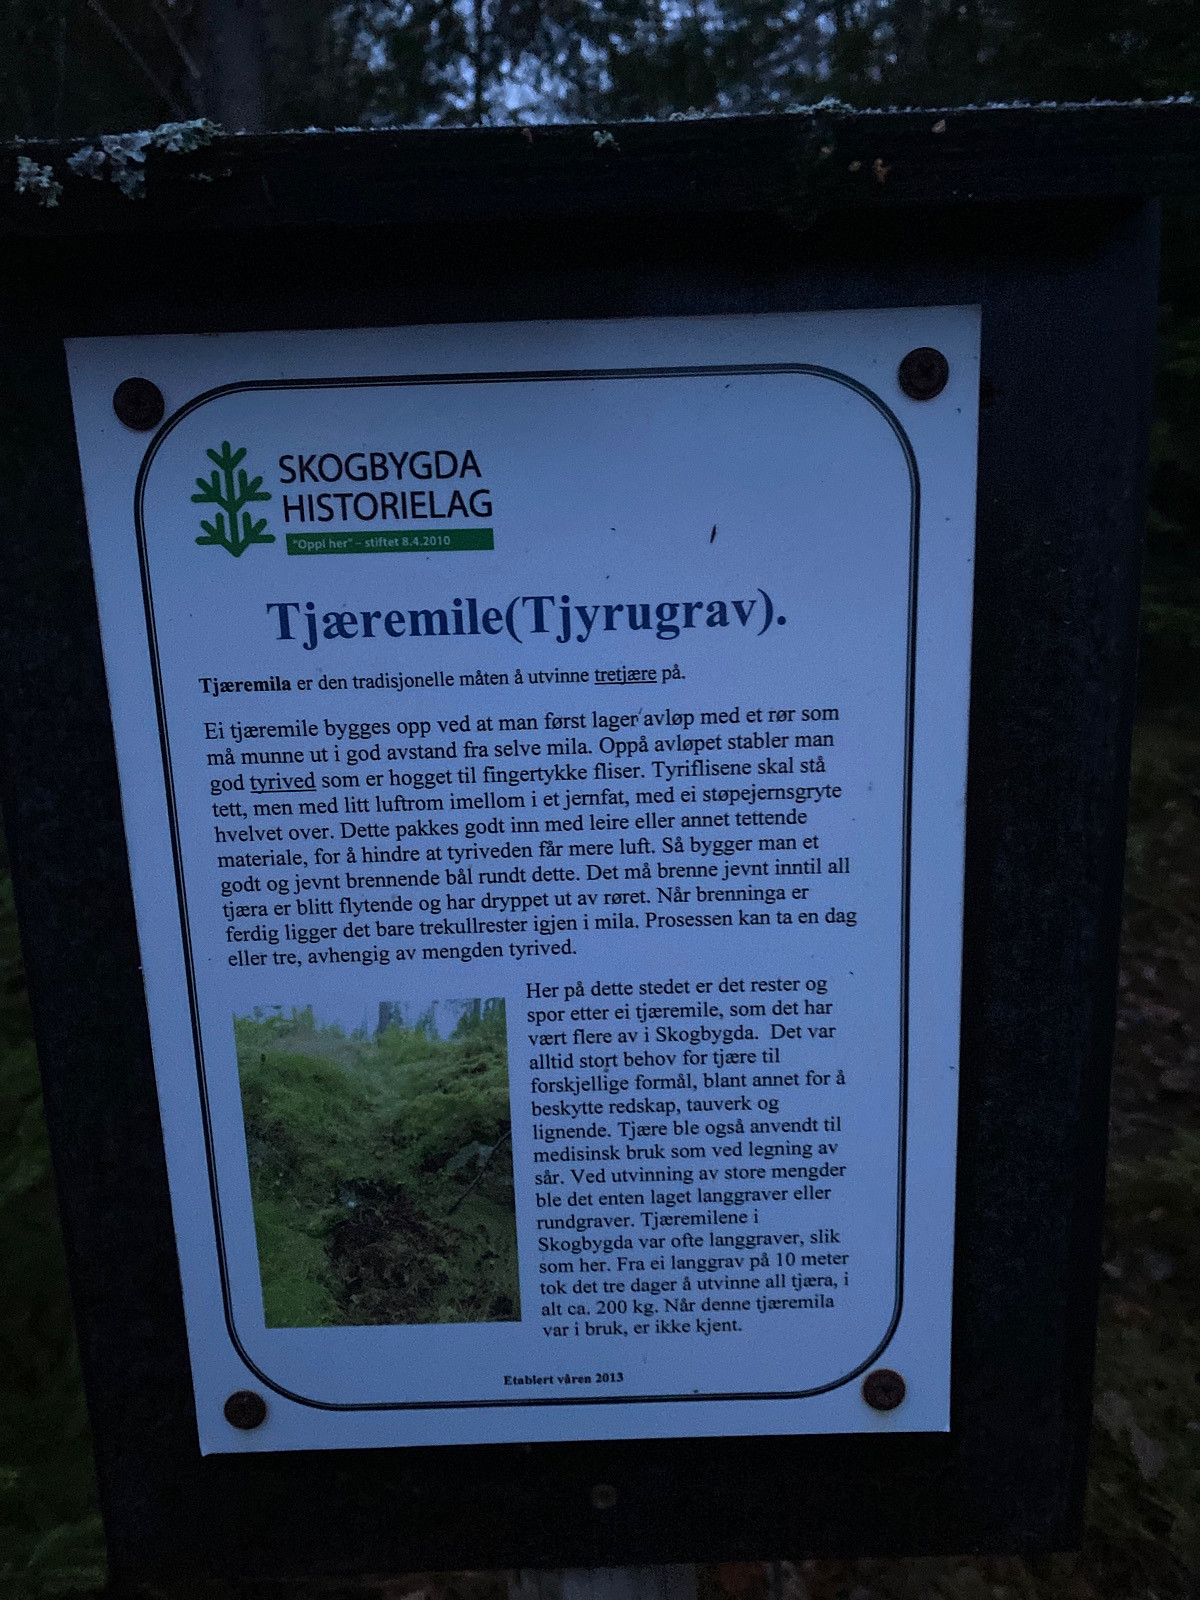 SKOGBYGDA
HISTORIELAG
"Oppi her" – stiftet 8.4.2010
Tjæremile(Tjyrugrav).
Tjæremila er den tradisjonelle måten å utvinne tretjære på.
Ei tjæremile bygges opp ved at man først lager avløp med et rør som
må munne ut i god avstand fra selve mila. Oppå avløpet stabler man
god tyrived som er hogget til fingertykke fliser. Tyriflisene skal stå
tett, men med litt luftrom imellom i et jernfat, med ei støpejernsgryte
hvelvet over. Dette pakkes godt inn med leire eller annet tettende
materiale, for å hindre at tyriveden får mere luft. Så bygger man et
godt og jevnt brennende bål rundt dette. Det må brenne jevnt inntil all
tjæra er blitt flytende og har dryppet ut av røret. Når brenninga er
ferdig ligger det bare trekullrester igjen i mila. Prosessen kan ta en dag
eller tre, avhengig av mengden tyrived.
Her på dette stedet er det rester og
spor etter ei tjæremile, som det har
vært flere av i Skogbygda. Det var
alltid stort behov for tjære til
forskjellige formål, blant annet for å
beskytte redskap, tauverk og
lignende. Tjære ble også anvendt til
medisinsk bruk som ved legning av
sår. Ved utvinning av store mengder
ble det enten laget langgraver eller
rundgraver. Tjæremilene i
Skogbygda var ofte langgraver, slik
som her. Fra ei langgrav på 10 meter
tok det tre dager å utvinne all tjæra, i
alt ca. 200 kg. Når denne tjæremila
var i bruk, er ikke kjent.
Etablert våren 2013